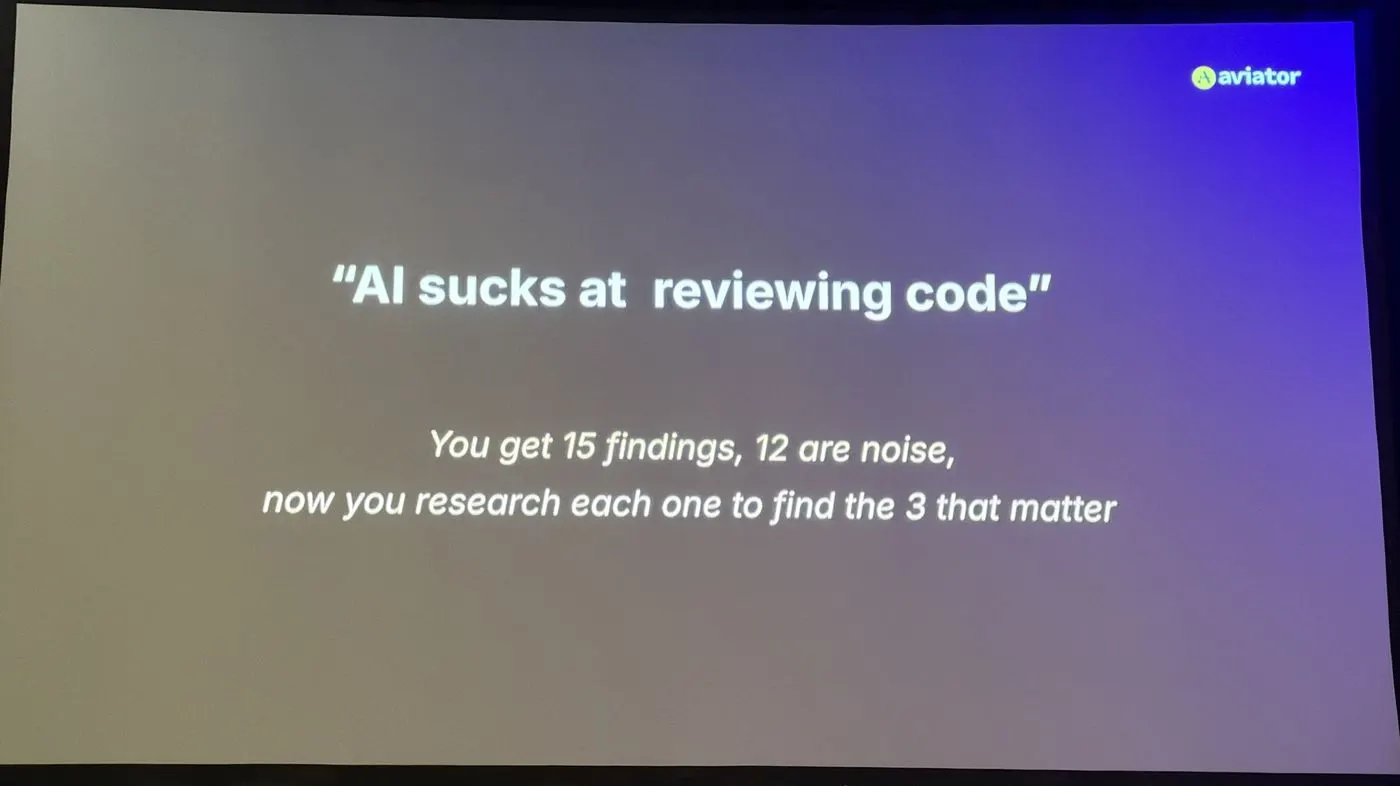 aviator
“AI sucks at  reviewing code”
You get 15 findings, 12 are noise,
now you research each one to find the 3 that matter